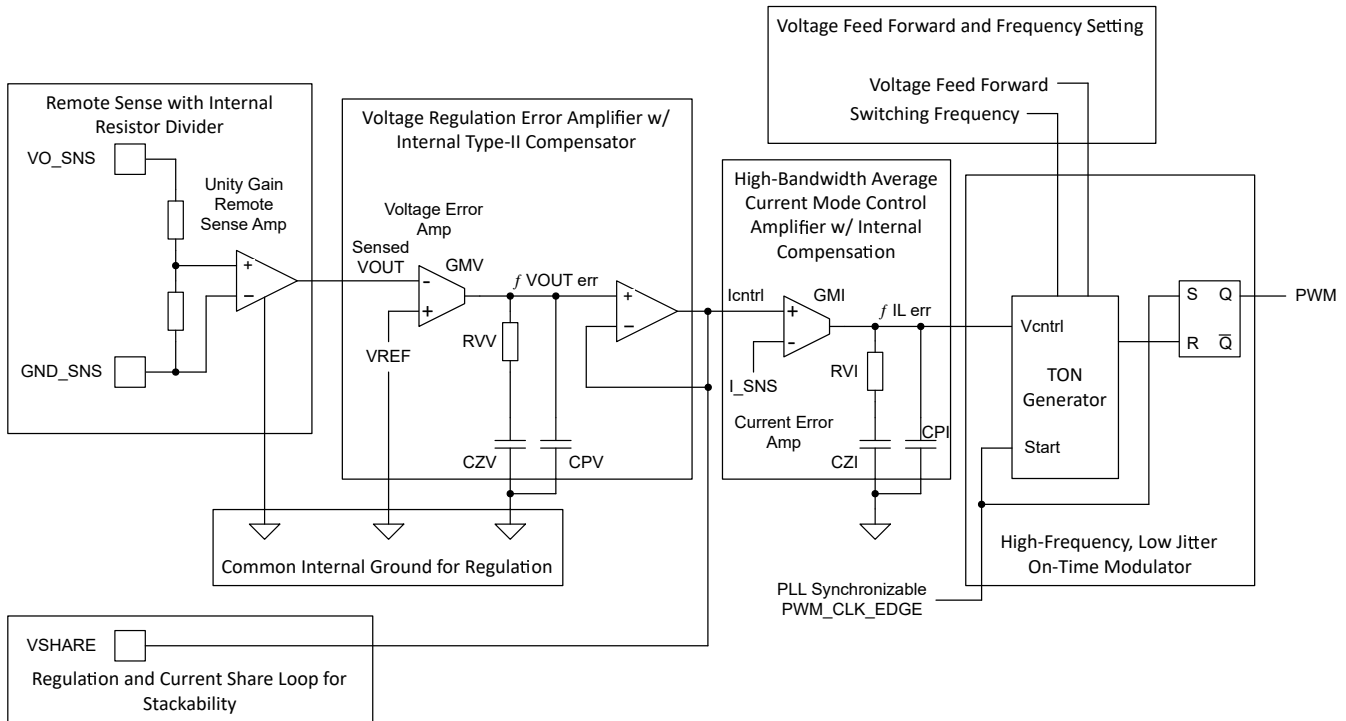 Voltage Feed Forward and Frequency Setting
Voltage Feed Forward
Switching Frequency
Remote Sense with Internal
Resistor Divider
VO_SNS
Unity Gain
Remote
Sense Amp
+
−
GND_SNS
Voltage Regulation Error Amplifier w/
Internal Type-II Compensator
Voltage Error
Amp
Sensed
VOUT
GMV
-
+
VREF
ƒ VOUT err
RVV
CZV
CPV
+
−
High-Bandwidth Average
Current Mode Control
Amplifier w/ Internal
Compensation
Icntrl
GMI
+
-
I_SNS
ƒ IL err
RVI
Current Error
Amp
CZI
CPI
Vcntrl
TON
Generator
Start
S
Q
R
Q̅
PWM
High-Frequency, Low Jitter
On-Time Modulator
PLL Synchronizable
PWM_CLK_EDGE
Common Internal Ground for Regulation
VSHARE
Regulation and Current Share Loop for
Stackability